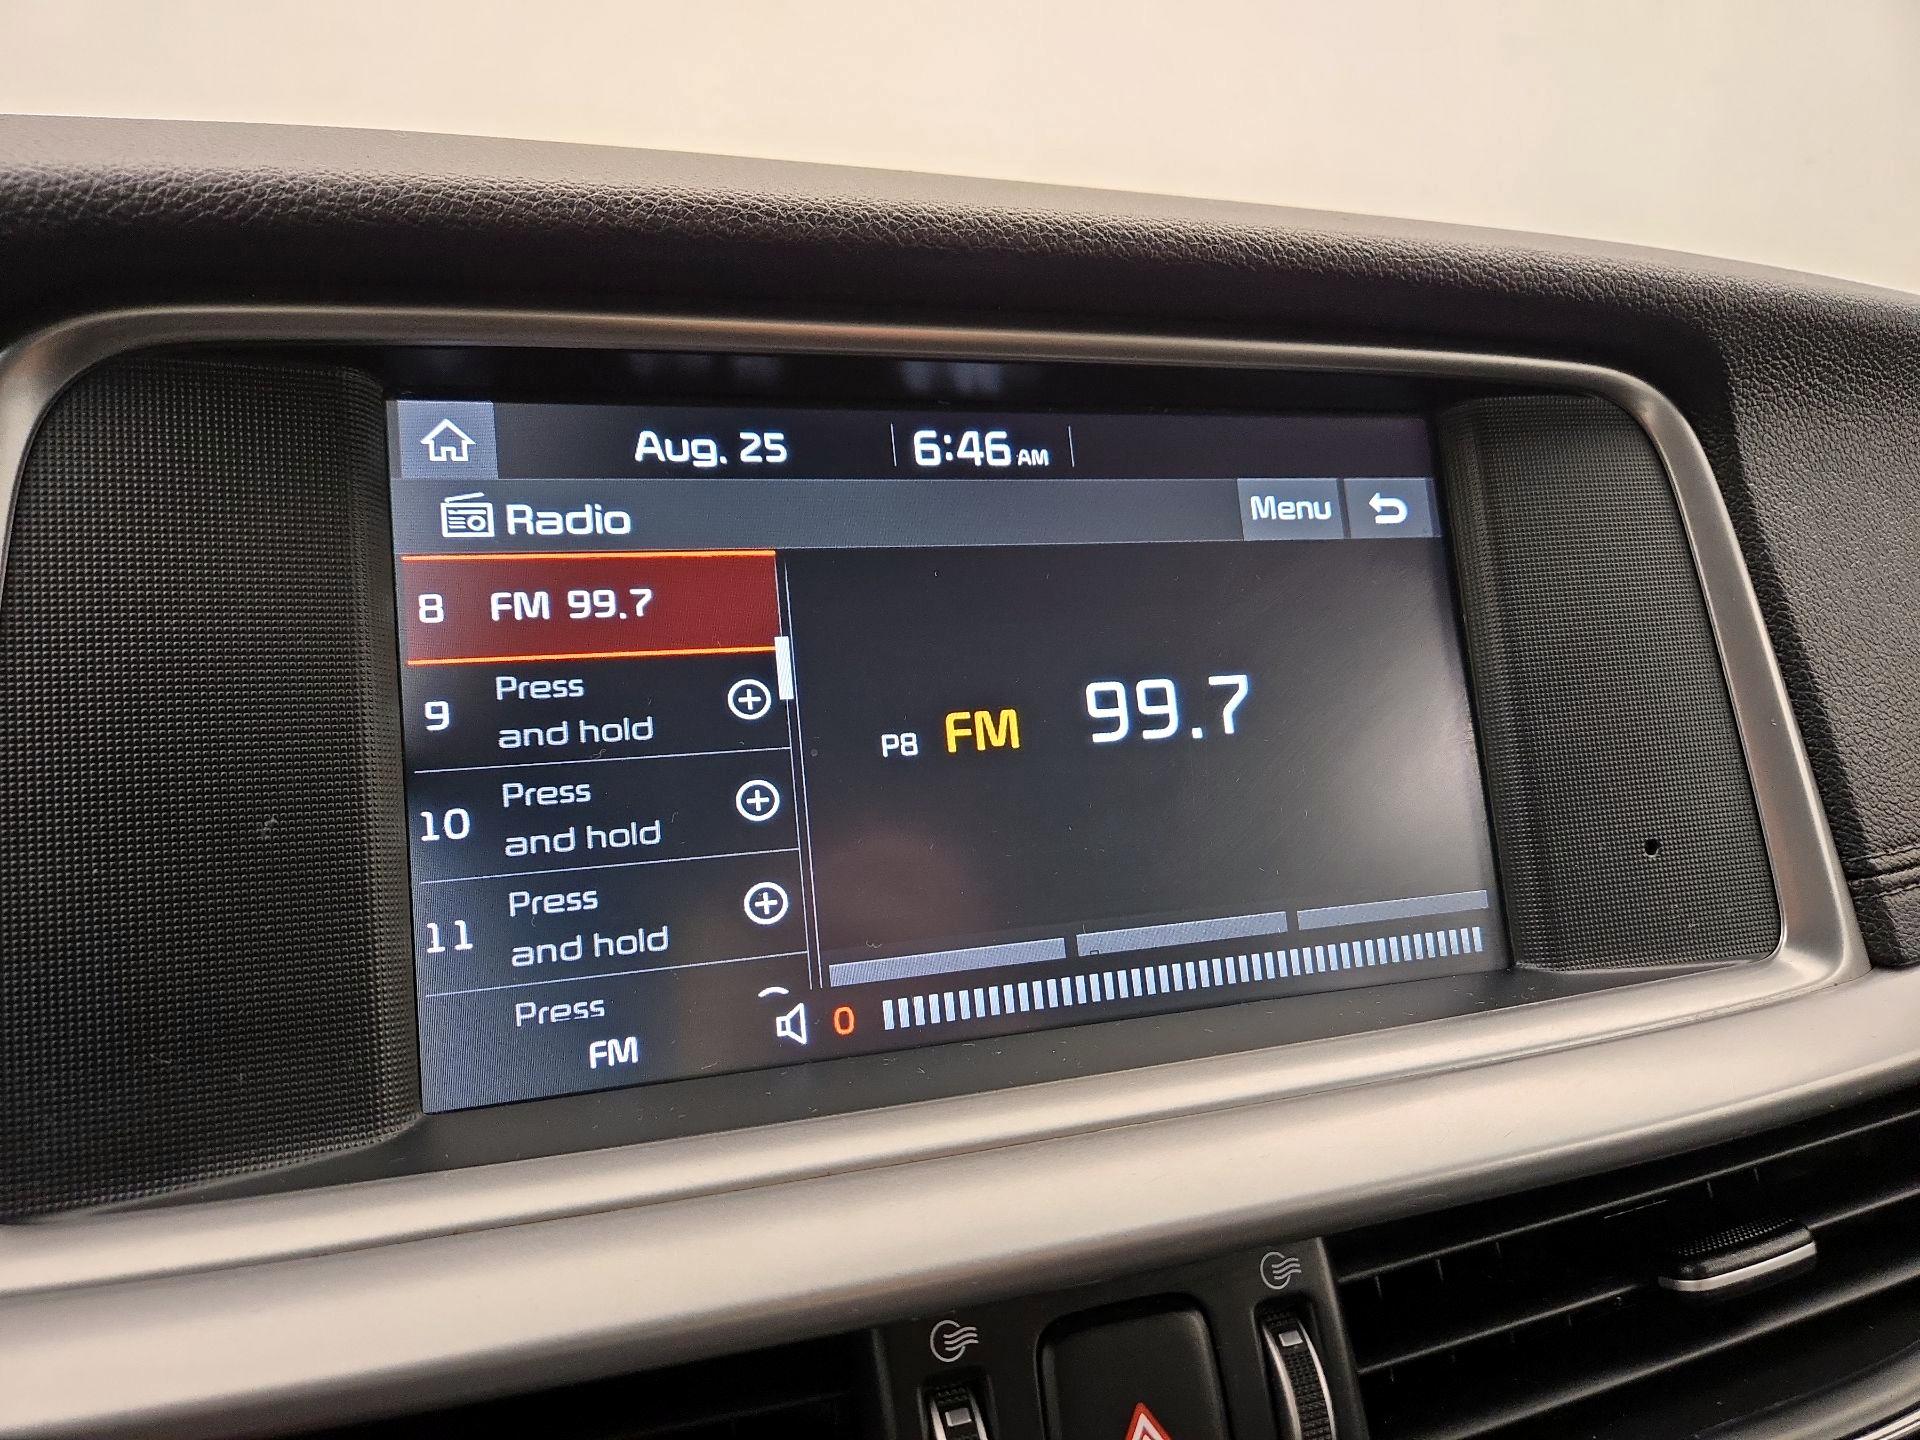 Aug. 25 6:46 AM
Radio Menu
8 FM 99.7
9 Press
and hold
10 Press
and hold
11 Press
and hold
Press
FM
P8 FM 99.7
0